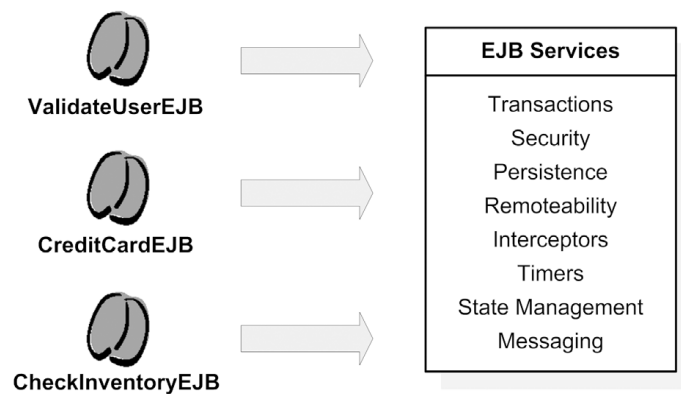 ValidateUserEJB
CreditCardEJB
CheckInventoryEJB
EJB Services
Transactions
Security
Persistence
Remoteability
Interceptors
Timers
State Management
Messaging